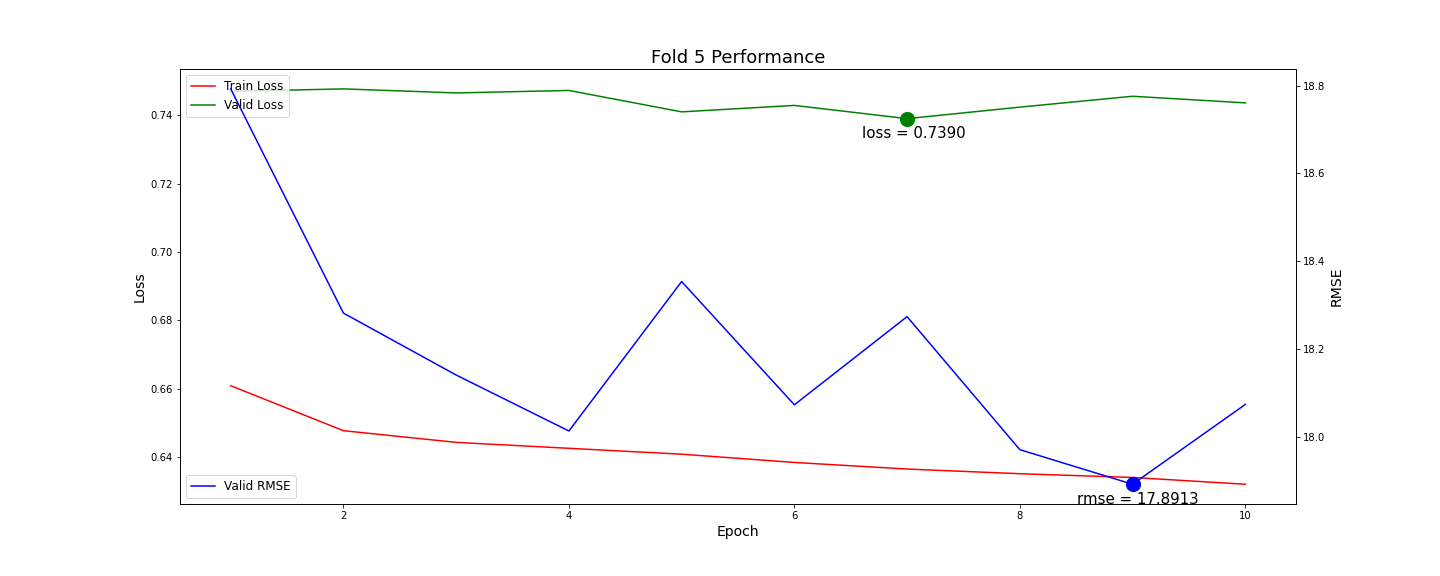 Fold 5 Performance
Train Loss
Valid Loss
Valid RMSE
loss = 0.7390
rmse = 17.8913
Loss
0.74
0.72
0.70
0.68
0.66
0.64
RMSE
18.8
18.6
18.4
18.2
18.0
2
4
6
8
10
Epoch